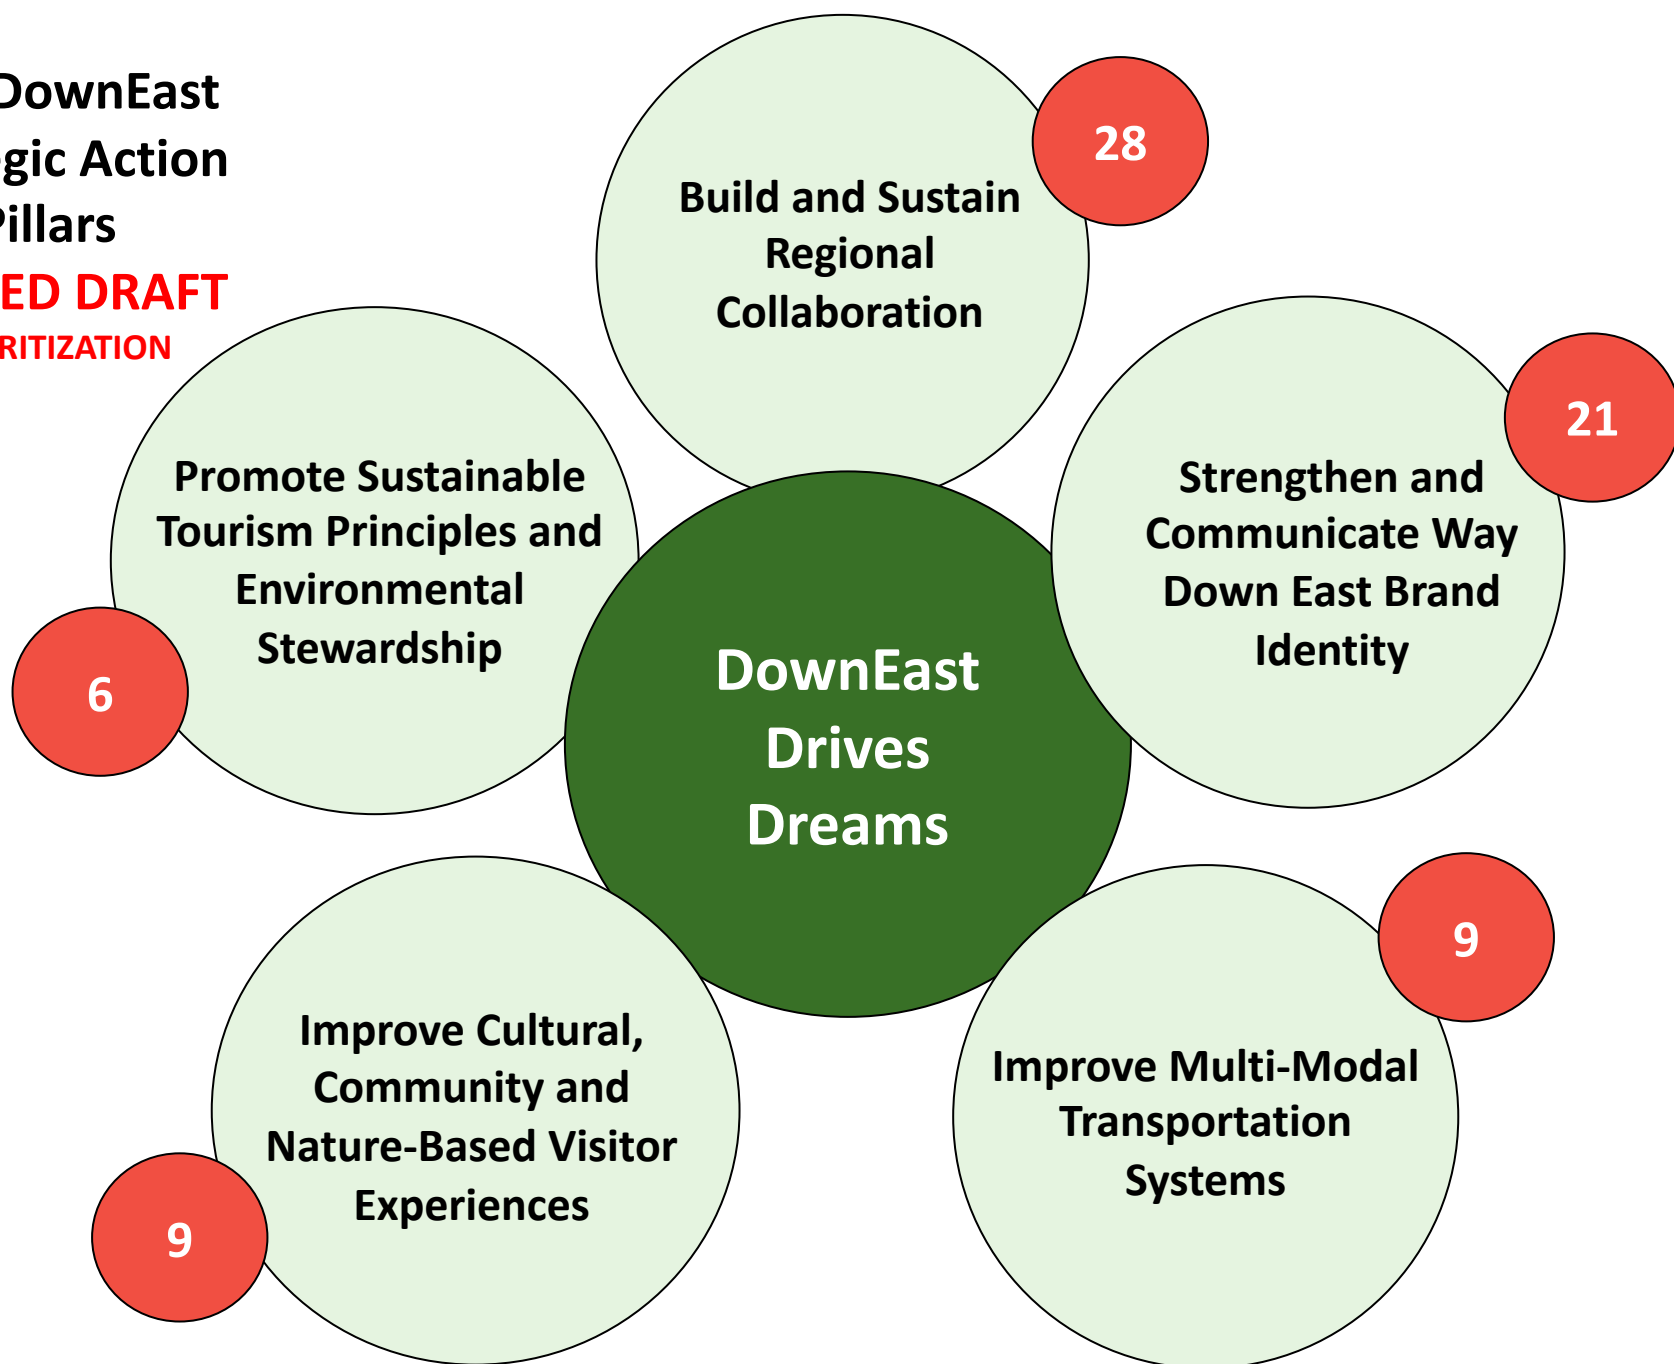 DownEast
egic Action
Pillars
ED DRAFT
RITIZATION
28
Build and Sustain
Regional
Collaboration
21
Strengthen and
Communicate Way
Down East Brand
Identity
Promote Sustainable
Tourism Principles and
Environmental
Stewardship
6
DownEast
Drives
Dreams
9
Improve Multi-Modal
Transportation
Systems
Improve Cultural,
Community and
Nature-Based Visitor
Experiences
9